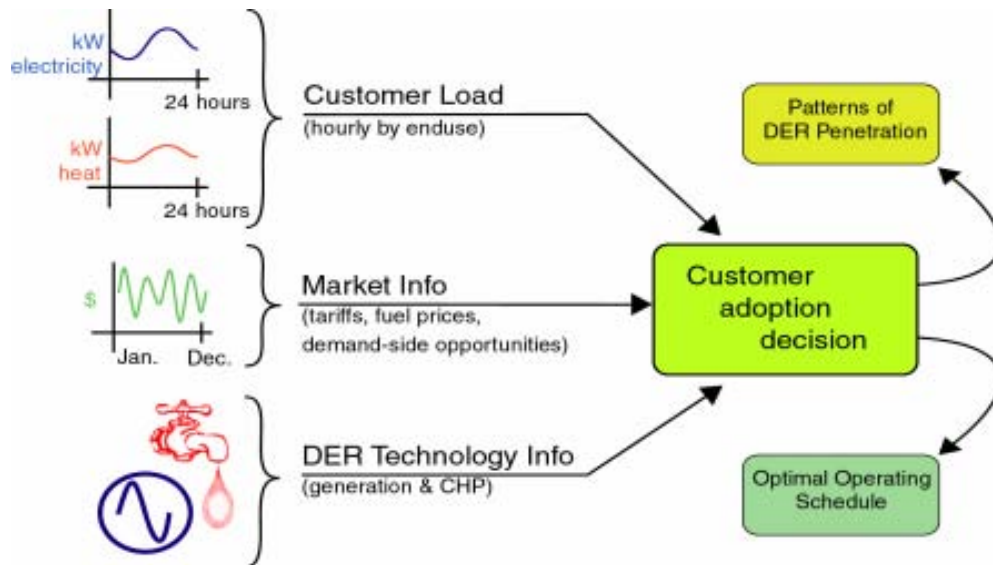 kW
electricity
24 hours
kW
heat
24 hours
Customer Load
(hourly by enduse)
$
Jan.
Dec.
Market Info
(tariffs, fuel prices,
demand-side opportunities)
DER Technology Info
(generation & CHP)
Customer
adoption
decision
Patterns of
DER Penetration
Optimal Operating
Schedule